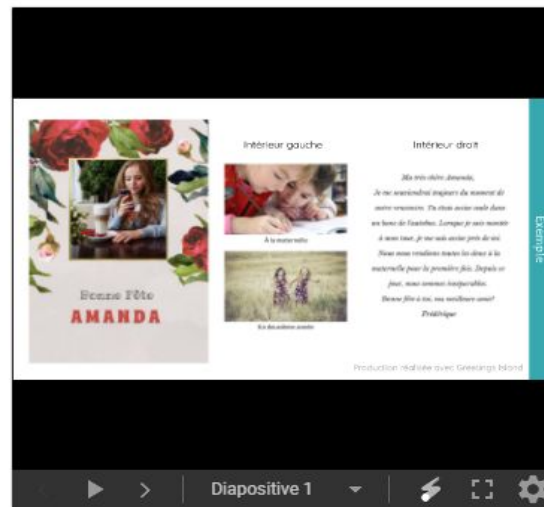 Bonne Fête
AMANDA
Intérieur gauche
À la maternelle
En deuxième année
Intérieur droit
Ma très chère Amanda,
Je me souviendrai toujours du moment de
notre rencontre. Tu étais assise seule dans
un banc de l'autobus. Lorsque je suis montée
à mon tour, je me suis assise près de toi.
Nous nous rendions toutes les deux à la
maternelle pour la première fois. Depuis ce
jour, nous sommes inséparables.
Bonne fête à toi, ma meilleure amie!
Frédérique
Exemple
Production réalisée avec Greetings Island
Diapositive 1